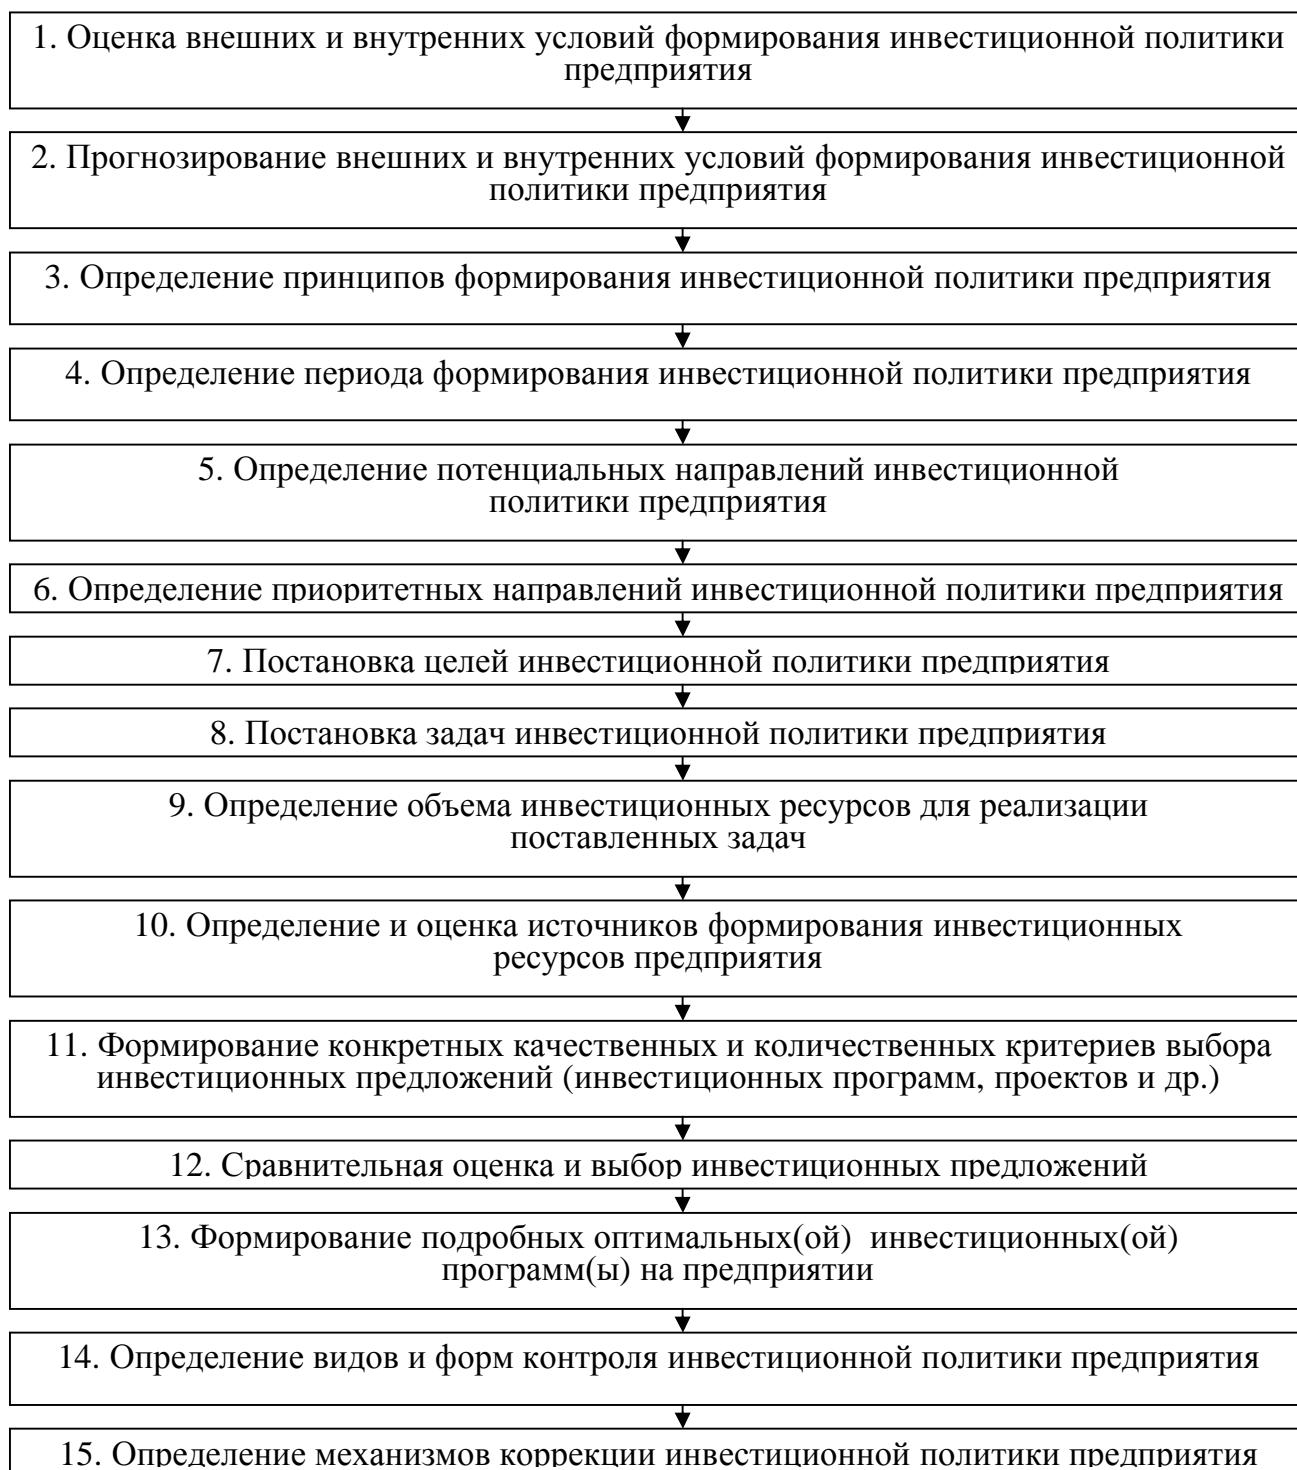 1. Оценка внешних и внутренних условий формирования инвестиционной политики
предприятия
2. Прогнозирование внешних и внутренних условий формирования инвестиционной
политики предприятия
3. Определение принципов формирования инвестиционной политики предприятия
4. Определение периода формирования инвестиционной политики предприятия
5. Определение потенциальных направлений инвестиционной
политики предприятия
6. Определение приоритетных направлений инвестиционной политики предприятия
7. Постановка целей инвестиционной политики предприятия
8. Постановка задач инвестиционной политики предприятия
9. Определение объема инвестиционных ресурсов для реализации
поставленных задач
10. Определение и оценка источников формирования инвестиционных
ресурсов предприятия
11. Формирование конкретных качественных и количественных критериев выбора
инвестиционных предложений (инвестиционных программ, проектов и др.)
12. Сравнительная оценка и выбор инвестиционных предложений
13. Формирование подробных оптимальных(ой) инвестиционных(ой)
программ(ы) на предприятии
14. Определение видов и форм контроля инвестиционной политики предприятия
15. Определение механизмов коррекции инвестиционной политики предприятия